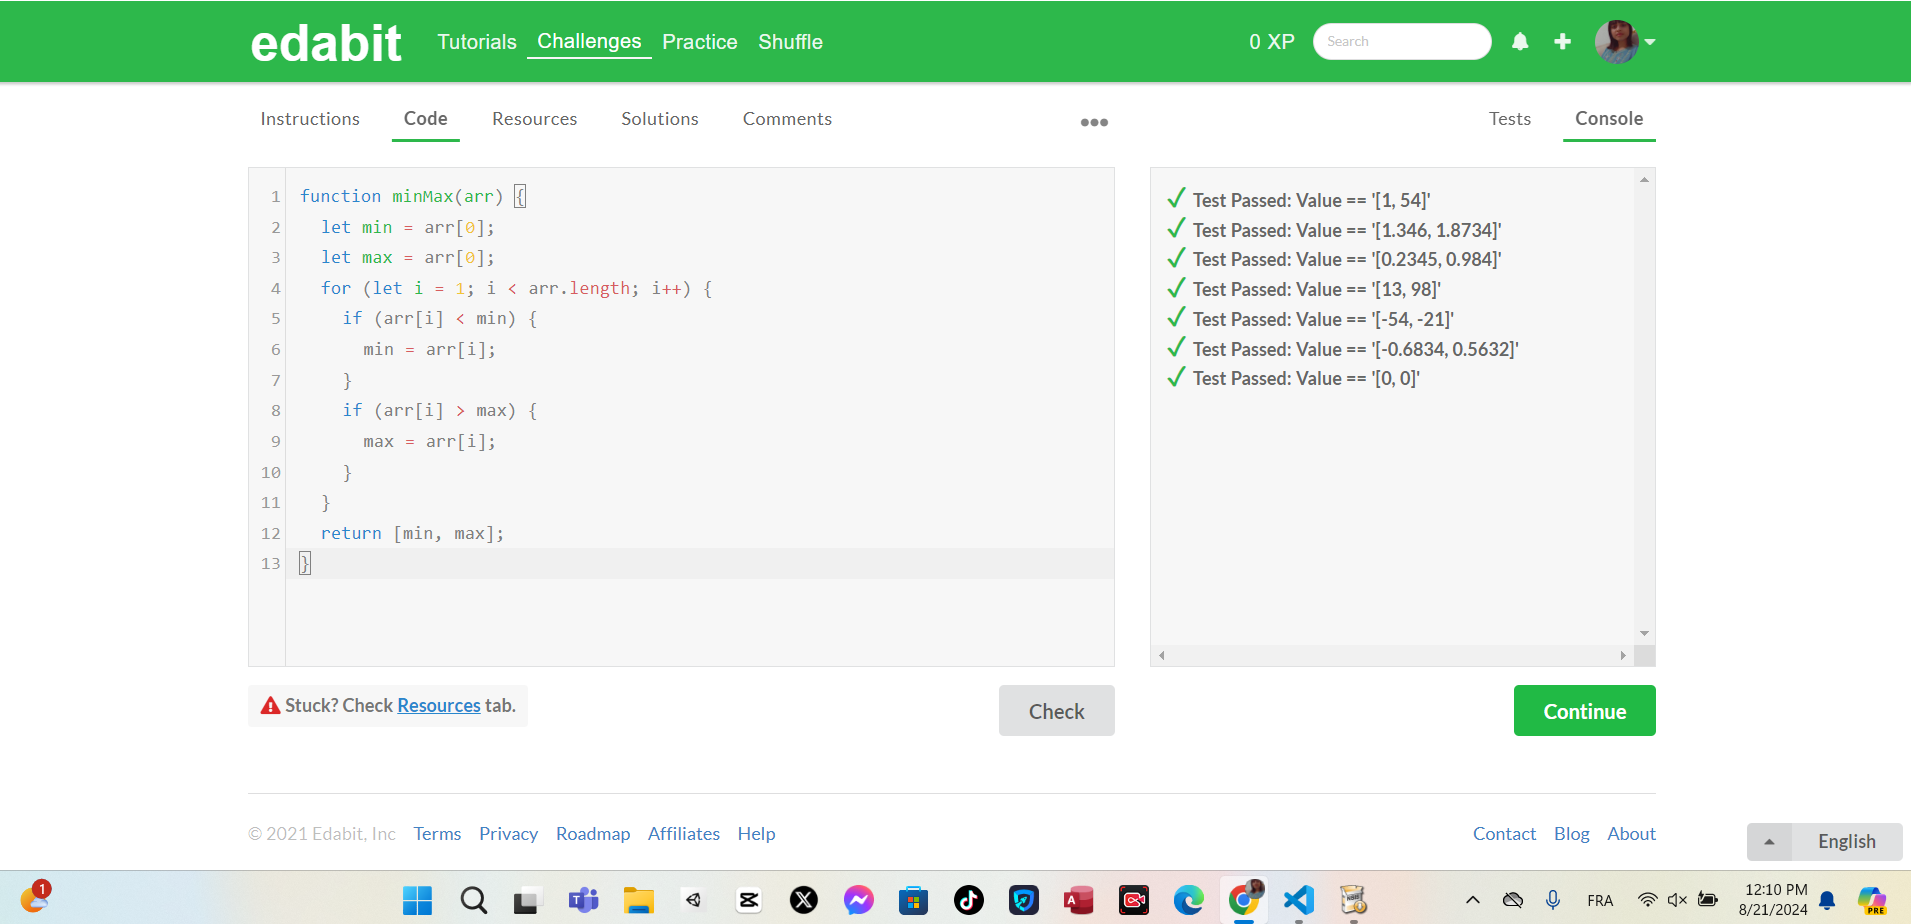 edabit Tutorials Challenges Practice Shuffle 0 XP Search
Instructions Code Resources Solutions Comments Tests Console
1 function minMax(arr) {
2 let min = arr[0];
3 let max = arr[0];
4 for (let i = 1; i < arr.length; i++) {
5 if (arr[i] < min) {
6 min = arr[i];
7 }
8 if (arr[i] > max) {
9 max = arr[i];
10 }
11 }
12 return [min, max];
13 }
Test Passed: Value == '[1, 54]'
Test Passed: Value == '[1.346, 1.8734]'
Test Passed: Value == '[0.2345, 0.984]'
Test Passed: Value == '[13, 98]'
Test Passed: Value == '[-54, -21]'
Test Passed: Value == '[-0.6834, 0.5632]'
Test Passed: Value == '[0, 0]'
Stuck? Check Resources tab.
Check
Continue
© 2021 Edabit, Inc Terms Privacy Roadmap Affiliates Help Contact Blog About
English
1
FRA
12:10 PM
8/21/2024
PRE